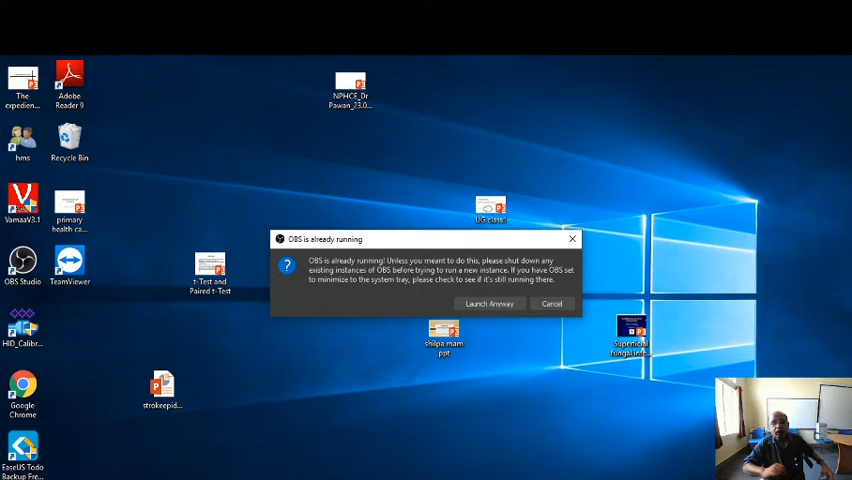 The
expedien...
Adobe
Reader 9
NPHCE_Dr
Pawan_23.0...
hms
Recycle Bin
VamaaV3.1
primary
health ca...
UG class1
OBS is already running
OBS is already running! Unless you meant to do this, please shut down any
existing instances of OBS before trying to run a new instance. If you have OBS set
to minimize to the system tray, please check to see if it's still running there.
Launch Anyway
Cancel
OBS Studio
TeamViewer
t-Test and
Paired t-Test
HID_Calibr...
shilpa mam
ppt
Superficial
fungal infe...
Google
Chrome
strokeepid...
EaseUS Todo
Backup Fre...